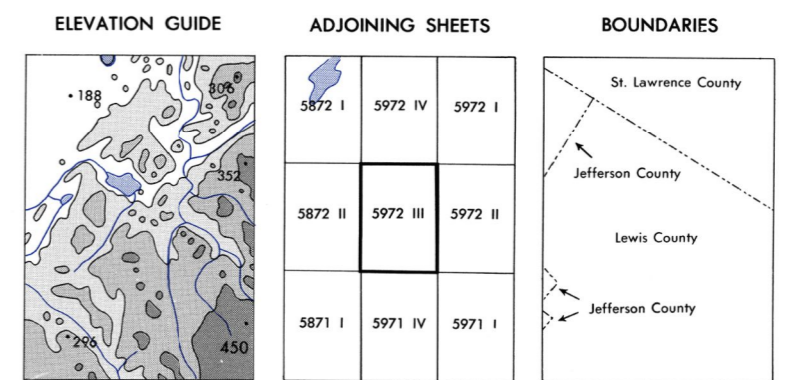 ELEVATION GUIDE
188
306
352
296
450
ADJOINING SHEETS
5872 I 5972 IV 5972 I
5872 II 5972 III 5972 II
5871 I 5971 IV 5971 I
BOUNDARIES
St. Lawrence County
Jefferson County
Lewis County
Jefferson County